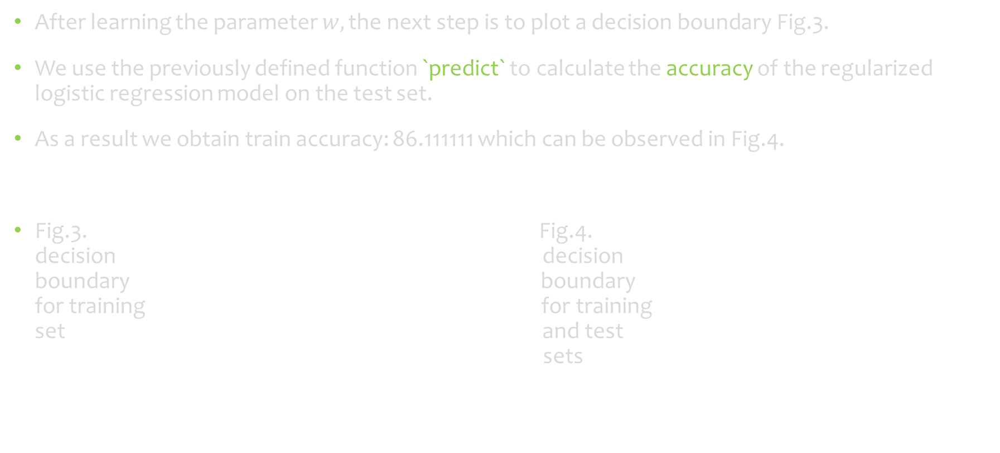 • After learning the parameter w, the next step is to plot a decision boundary Fig.3.
• We use the previously defined function `predict` to calculate the accuracy of the regularized
logistic regression model on the test set.
• As a result we obtain train accuracy: 86.111111 which can be observed in Fig.4.
• Fig.3.
decision
boundary
for training
set
Fig.4.
decision
boundary
for training
and test
sets